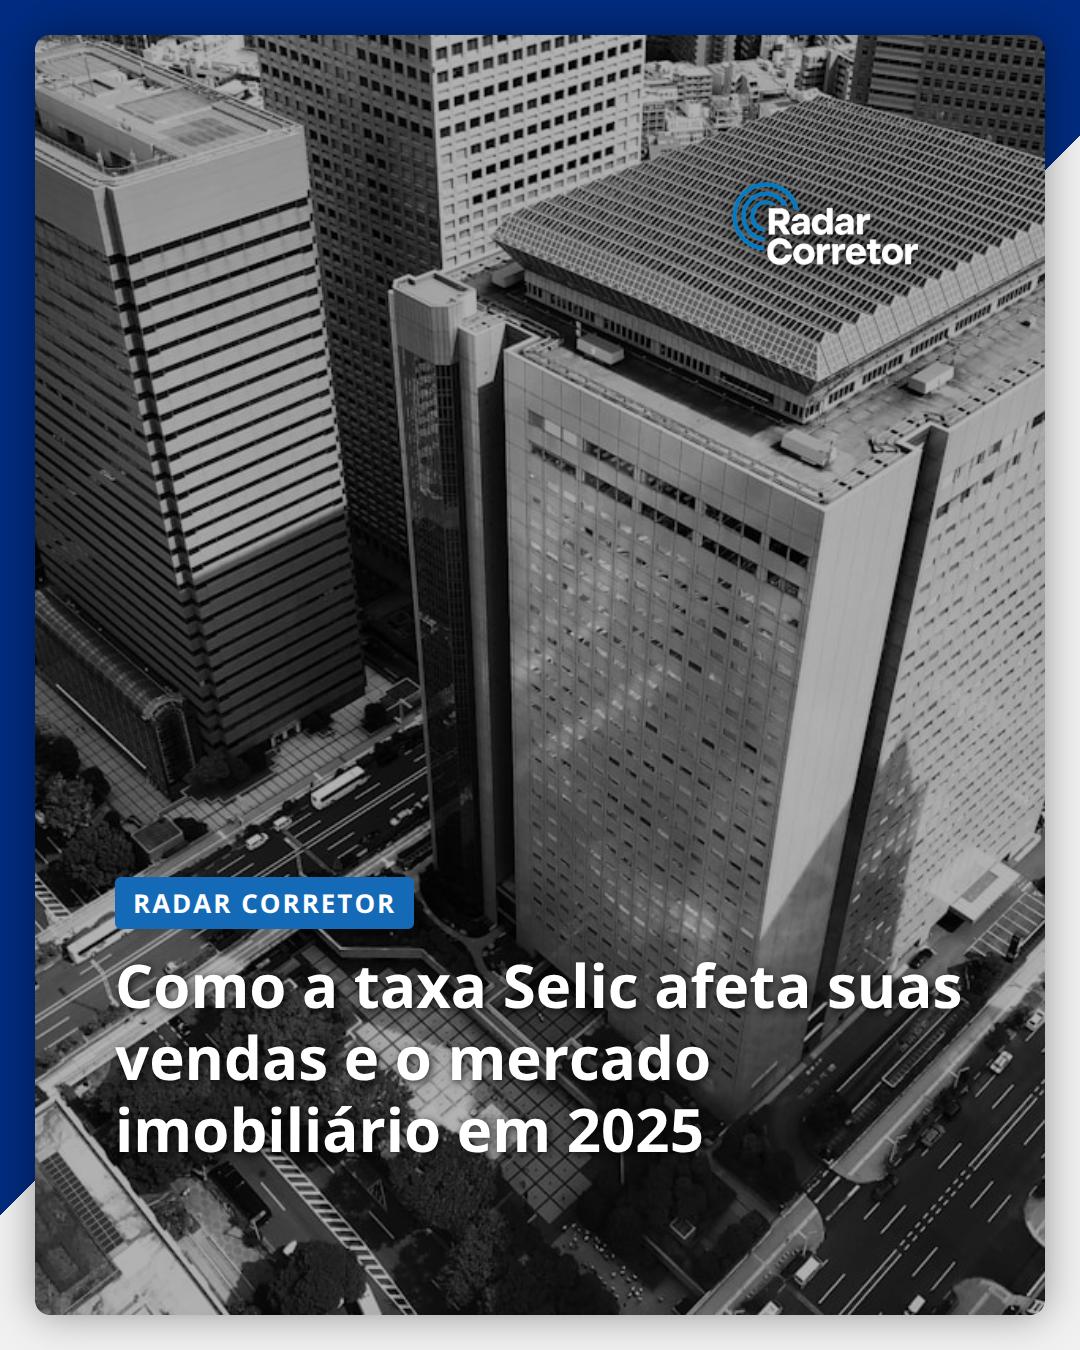 Radar
Corretor
RADAR CORRETOR
Como a taxa Selic afeta suas
vendas e o mercado
imobiliário em 2025